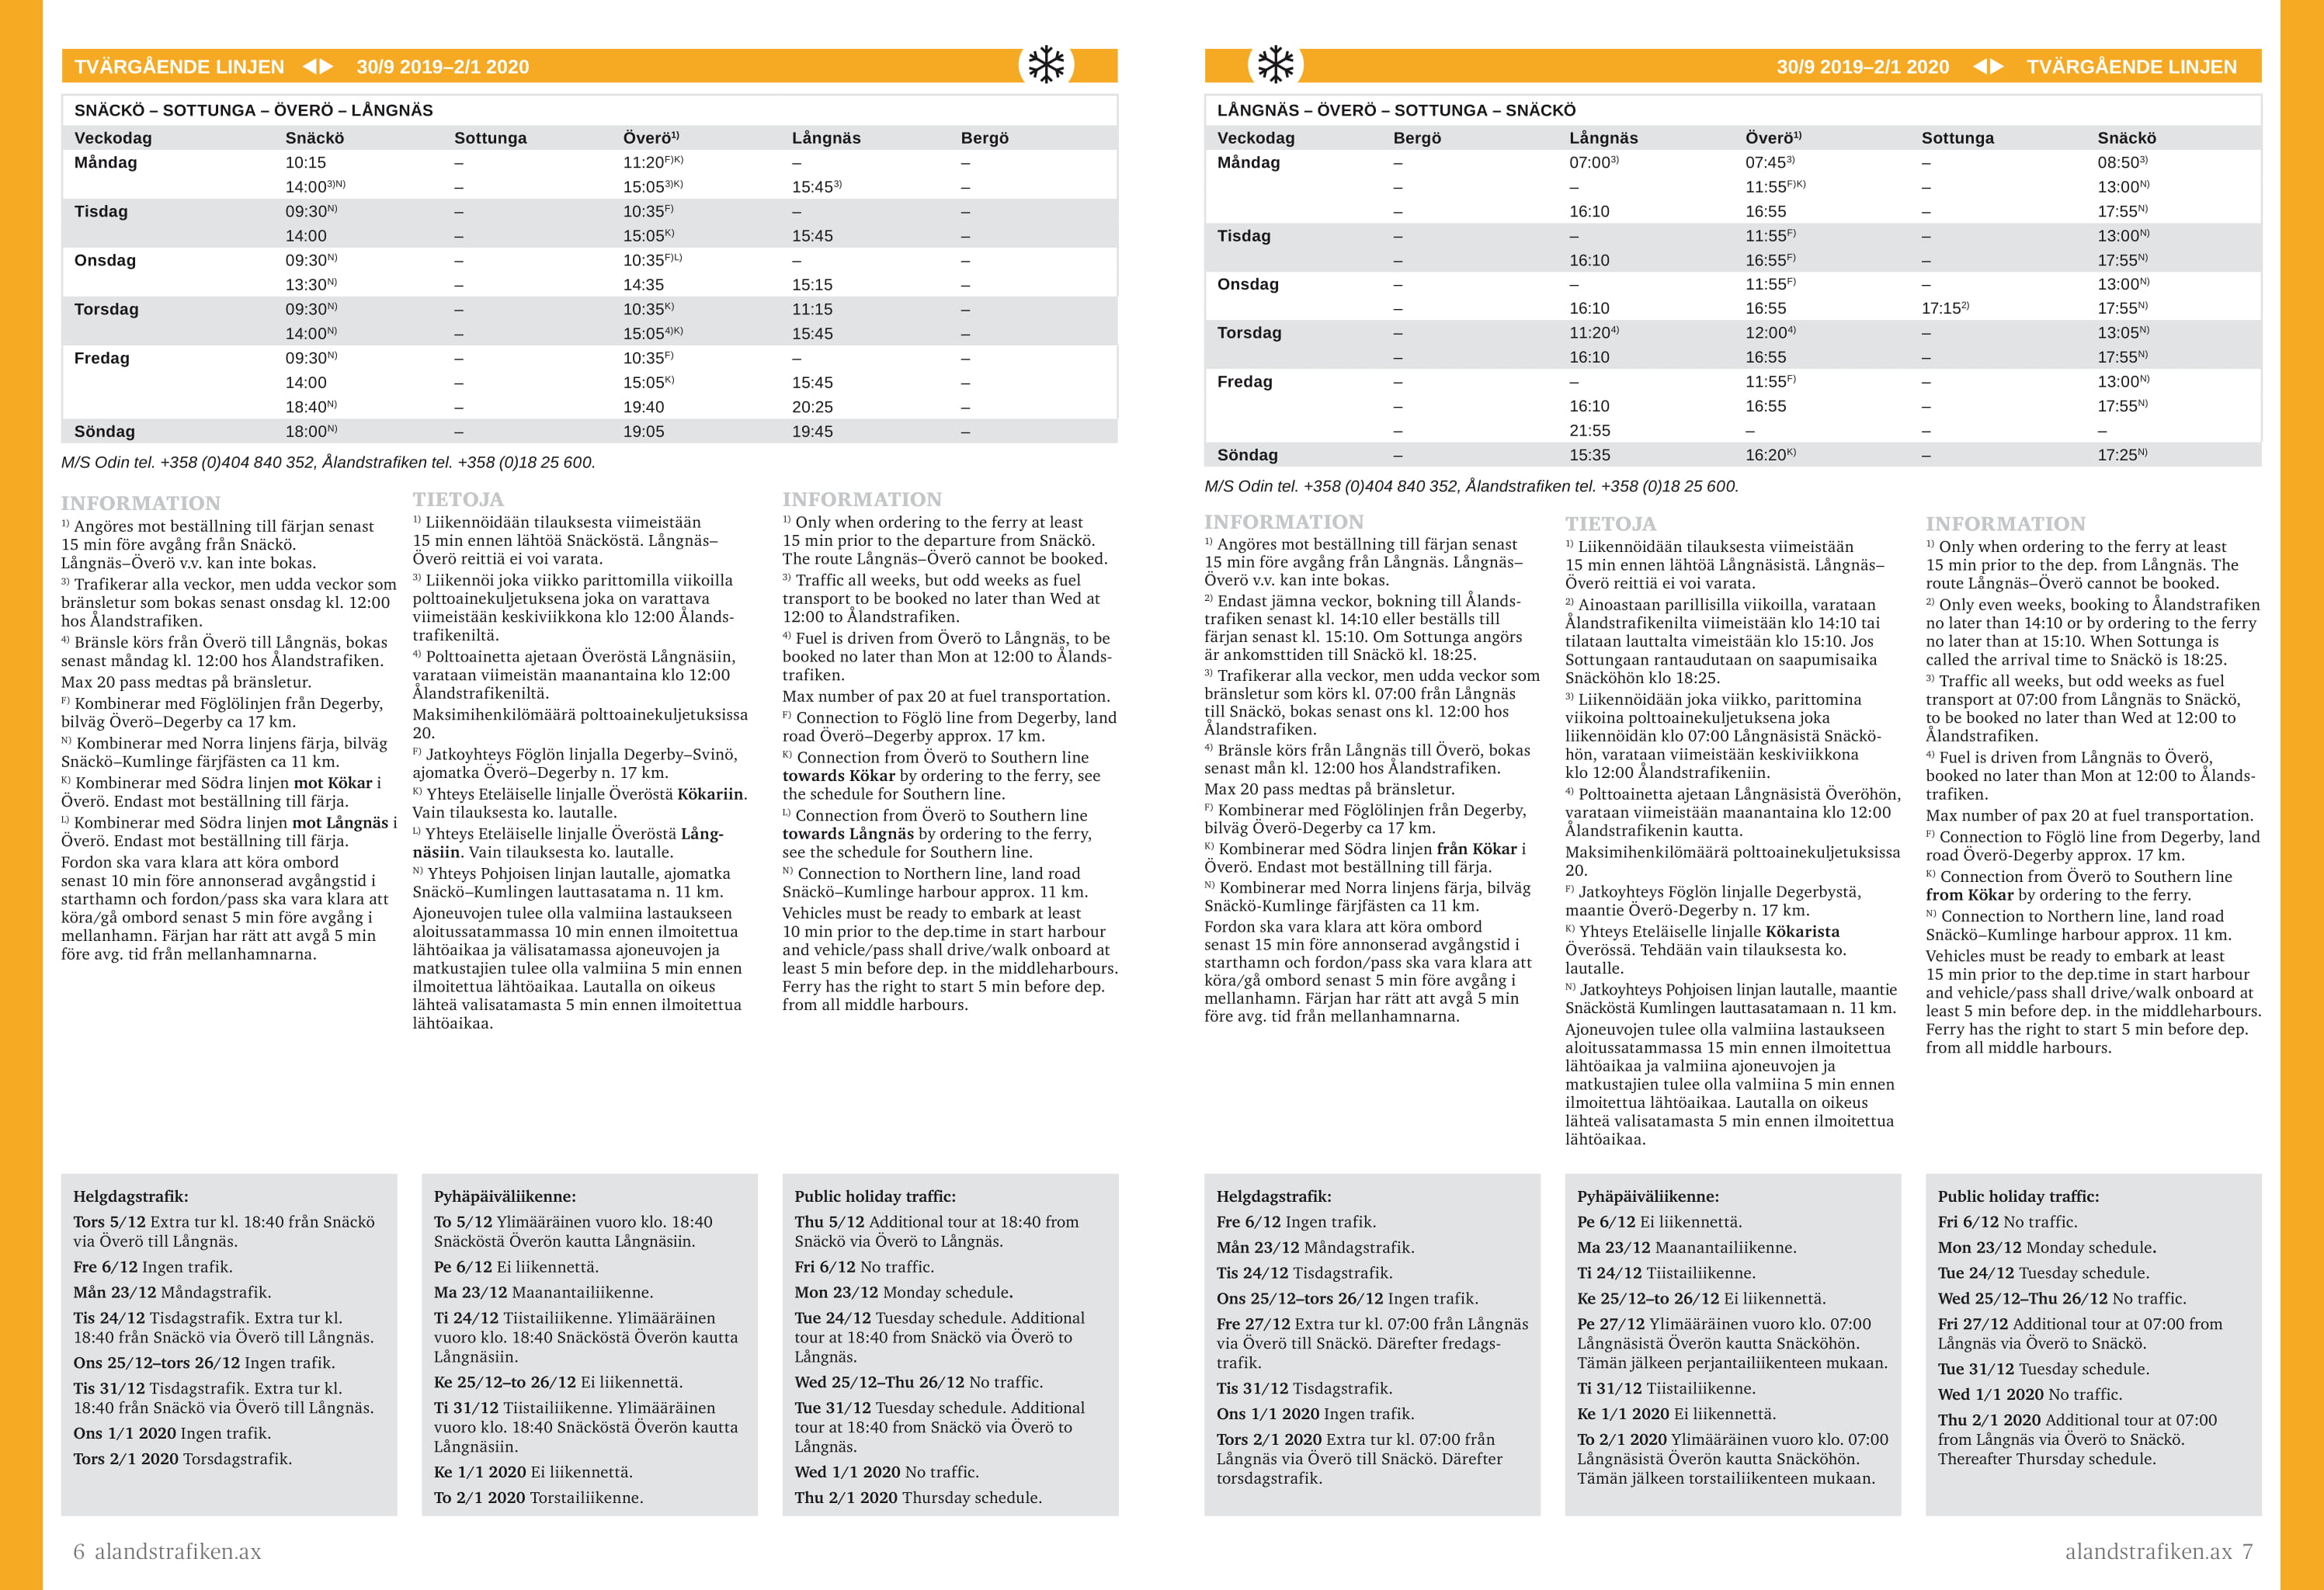 TVÄRGÅENDE LINJEN ◀▶ 30/9 2019–2/1 2020
SNÄCKÖ – SOTTUNGA – ÖVERÖ – LÅNGNÄS
Veckodag Snäckö Sottunga Överö1) Långnäs Bergö
Måndag 10:15 – 11:20F)K) – –
14:003)N) – 15:053)K) 15:453) –
Tisdag 09:30N) – 10:35F) – –
14:00 – 15:05K) 15:45 –
Onsdag 09:30N) – 10:35F)L) – –
13:30N) – 14:35 15:15 –
Torsdag 09:30N) – 10:35K) 11:15 –
14:00N) – 15:054)K) 15:45 –
Fredag 09:30N) – 10:35F) – –
14:00 – 15:05K) 15:45 –
18:40N) – 19:40 20:25 –
Söndag 18:00N) – 19:05 19:45 –
M/S Odin tel. +358 (0)404 840 352, Ålandstrafiken tel. +358 (0)18 25 600.
INFORMATION
1) Angöres mot beställning till färjan senast
15 min före avgång från Snäckö.
Långnäs–Överö v.v. kan inte bokas.
3) Trafikerar alla veckor, men udda veckor som
bränsletur som bokas senast onsdag kl. 12:00
hos Ålandstrafiken.
4) Bränsle körs från Överö till Långnäs, bokas
senast måndag kl. 12:00 hos Ålandstrafiken.
Max 20 pass medtas på bränsletur.
F) Kombinerar med Föglölinjen från Degerby,
bilväg Överö–Degerby ca 17 km.
N) Kombinerar med Norra linjens färja, bilväg
Snäckö–Kumlinge färjfästen ca 11 km.
K) Kombinerar med Södra linjen mot Kökar i
Överö. Endast mot beställning till färja.
L) Kombinerar med Södra linjen mot Långnäs i
Överö. Endast mot beställning till färja.
Fordon ska vara klara att köra ombord
senast 10 min före annonserad avgångstid i
starthamn och fordon/pass ska vara klara att
köra/gå ombord senast 5 min före avgång i
mellanhamn. Färjan har rätt att avgå 5 min
före avg. tid från mellanhamnarna.
TIETOJA
1) Liikennöidään tilauksesta viimeistään
15 min ennen lähtöä Snäcköstä. Långnäs–
Överö reittiä ei voi varata.
3) Liikennöi joka viikko parittomilla viikoilla
polttoainekuljetuksena joka on varattava
viimeistään keskiviikkona klo 12:00 Ålands-
trafikeniltä.
4) Polttoainetta ajetaan Överöstä Långnäsiin,
varataan viimeistän maanantaina klo 12:00
Ålandstrafikeniltä.
Maksimihenkilömäärä polttoainekuljetuksissa
20.
F) Jatkoyhteys Föglön linjalla Degerby–Svinö,
ajomatka Överö–Degerby n. 17 km.
K) Yhteys Eteläiselle linjalle Överöstä Kökariin.
Vain tilauksesta ko. lautalle.
L) Yhteys Eteläiselle linjalle Överöstä Lång-
näsiin. Vain tilauksesta ko. lautalle.
N) Yhteys Pohjoisen linjan lautalle, ajomatka
Snäckö–Kumlingen lauttasatama n. 11 km.
Ajoneuvojen tulee olla valmiina lastaukseen
aloitussatammassa 10 min ennen ilmoitettua
lähtöaikaa ja välisatamassa ajoneuvojen ja
matkustajien tulee olla valmiina 5 min ennen
ilmoitettua lähtöaikaa. Lautalla on oikeus
lähteä valisatamasta 5 min ennen ilmoitettua
lähtöaikaa.
INFORMATION
1) Only when ordering to the ferry at least
15 min prior to the departure from Snäckö.
The route Långnäs–Överö cannot be booked.
3) Traffic all weeks, but odd weeks as fuel
transport to be booked no later than Wed at
12:00 to Ålandstrafiken.
4) Fuel is driven from Överö to Långnäs, to be
booked no later than Mon at 12:00 to Ålands-
trafiken.
Max number of pax 20 at fuel transportation.
F) Connection to Föglö line from Degerby, land
road Överö–Degerby approx. 17 km.
K) Connection from Överö to Southern line
towards Kökar by ordering to the ferry, see
the schedule for Southern line.
L) Connection from Överö to Southern line
towards Långnäs by ordering to the ferry,
see the schedule for Southern line.
N) Connection to Northern line, land road
Snäckö–Kumlinge harbour approx. 11 km.
Vehicles must be ready to embark at least
10 min prior to the dep.time in start harbour
and vehicle/pass shall drive/walk onboard at
least 5 min before dep. in the middleharbours.
Ferry has the right to start 5 min before dep.
from all middle harbours.
Helgdagstrafik:
Tors 5/12 Extra tur kl. 18:40 från Snäckö
via Överö till Långnäs.
Fre 6/12 Ingen trafik.
Mån 23/12 Måndagstrafik.
Tis 24/12 Tisdagstrafik. Extra tur kl.
18:40 från Snäckö via Överö till Långnäs.
Ons 25/12–tors 26/12 Ingen trafik.
Tis 31/12 Tisdagstrafik. Extra tur kl.
18:40 från Snäckö via Överö till Långnäs.
Ons 1/1 2020 Ingen trafik.
Tors 2/1 2020 Torsdagstrafik.
Pyhäpäiväliikenne:
To 5/12 Ylimääräinen vuoro klo. 18:40
Snäcköstä Överön kautta Långnäsiin.
Pe 6/12 Ei liikennettä.
Ma 23/12 Maanantailiikenne.
Ti 24/12 Tiistailiikenne. Ylimääräinen
vuoro klo. 18:40 Snäcköstä Överön kautta
Långnäsiin.
Ke 25/12–to 26/12 Ei liikennettä.
Ti 31/12 Tiistailiikenne. Ylimääräinen
vuoro klo. 18:40 Snäcköstä Överön kautta
Långnäsiin.
Ke 1/1 2020 Ei liikennettä.
To 2/1 2020 Torstailiikenne.
Public holiday traffic:
Thu 5/12 Additional tour at 18:40 from
Snäckö via Överö to Långnäs.
Fri 6/12 No traffic.
Mon 23/12 Monday schedule.
Tue 24/12 Tuesday schedule. Additional
tour at 18:40 from Snäckö via Överö to
Långnäs.
Wed 25/12–Thu 26/12 No traffic.
Tue 31/12 Tuesday schedule. Additional
tour at 18:40 from Snäckö via Överö to
Långnäs.
Wed 1/1 2020 No traffic.
Thu 2/1 2020 Thursday schedule.
6 alandstrafiken.ax
30/9 2019–2/1 2020 ◀▶ TVÄRGÅENDE LINJEN
LÅNGNÄS – ÖVERÖ – SOTTUNGA – SNÄCKÖ
Veckodag Bergö Långnäs Överö1) Sottunga Snäckö
Måndag – 07:003) 07:453) – 08:503)
– – 11:55F)K) – 13:00N)
– 16:10 16:55 – 17:55N)
Tisdag – – 11:55F) – 13:00N)
– 16:10 16:55F) – 17:55N)
Onsdag – – 11:55F) – 13:00N)
– 16:10 16:55 17:152) 17:55N)
Torsdag – 11:204) 12:004) – 13:05N)
– 16:10 16:55 – 17:55N)
Fredag – – 11:55F) – 13:00N)
– 16:10 16:55 – 17:55N)
– 21:55 – – –
Söndag – 15:35 16:20K) – 17:25N)
M/S Odin tel. +358 (0)404 840 352, Ålandstrafiken tel. +358 (0)18 25 600.
INFORMATION
1) Angöres mot beställning till färjan senast
15 min före avgång från Långnäs. Långnäs–
Överö v.v. kan inte bokas.
2) Endast jämna veckor, bokning till Ålands-
trafiken senast kl. 14:10 eller beställs till
färjan senast kl. 15:10. Om Sottunga angörs
är ankomsttiden till Snäckö kl. 18:25.
3) Trafikerar alla veckor, men udda veckor som
bränsletur som körs kl. 07:00 från Långnäs
till Snäckö, bokas senast ons kl. 12:00 hos
Ålandstrafiken.
4) Bränsle körs från Långnäs till Överö, bokas
senast mån kl. 12:00 hos Ålandstrafiken.
Max 20 pass medtas på bränsletur.
F) Kombinerar med Föglölinjen från Degerby,
bilväg Överö-Degerby ca 17 km.
K) Kombinerar med Södra linjen från Kökar i
Överö. Endast mot beställning till färja.
N) Kombinerar med Norra linjens färja, bilväg
Snäckö-Kumlinge färjfästen ca 11 km.
Fordon ska vara klara att köra ombord
senast 15 min före annonserad avgångstid i
starthamn och fordon/pass ska vara klara att
köra/gå ombord senast 5 min före avgång i
mellanhamn. Färjan har rätt att avgå 5 min
före avg. tid från mellanhamnarna.
TIETOJA
1) Liikennöidään tilauksesta viimeistään
15 min ennen lähtöä Långnäsistä. Långnäs–
Överö reittiä ei voi varata.
2) Ainoastaan parillisilla viikoilla, varataan
Ålandstrafikenilta viimeistään klo 14:10 tai
tilataan lauttalta vimeistään klo 15:10. Jos
Sottungaan rantaudutaan on saapumisaika
Snäcköhön klo 18:25.
3) Liikennöidään joka viikko, parittomina
viikoina polttoainekuljetuksena joka
liikennöidän klo 07:00 Långnäsistä Snäckö-
hön, varataan viimeistään keskiviikkona
klo 12:00 Ålandstrafikeniin.
4) Polttoainetta ajetaan Långnäsistä Överöhön,
varataan viimeistään maanantaina klo 12:00
Ålandstrafikenin kautta.
Maksimihenkilömäärä polttoainekuljetuksissa
20.
F) Jatkoyhteys Föglön linjalle Degerbystä,
maantie Överö-Degerby n. 17 km.
K) Yhteys Eteläiselle linjalle Kökarista
Överössä. Tehdään vain tilauksesta ko.
lautalle.
N) Jatkoyhteys Pohjoisen linjan lautalle, maantie
Snäcköstä Kumlingen lauttasatamaan n. 11 km.
Ajoneuvojen tulee olla valmiina lastaukseen
aloitussatammassa 15 min ennen ilmoitettua
lähtöaikaa ja valmiina ajoneuvojen ja
matkustajien tulee olla valmiina 5 min ennen
ilmoitettua lähtöaikaa. Lautalla on oikeus
lähteä valisatamasta 5 min ennen ilmoitettua
lähtöaikaa.
INFORMATION
1) Only when ordering to the ferry at least
15 min prior to the dep. from Långnäs. The
route Långnäs–Överö cannot be booked.
2) Only even weeks, booking to Ålandstrafiken
no later than 14:10 or by ordering to the ferry
no later than at 15:10. When Sottunga is
called the arrival time to Snäckö is 18:25.
3) Traffic all weeks, but odd weeks as fuel
transport at 07:00 from Långnäs to Snäckö,
to be booked no later than Wed at 12:00 to
Ålandstrafiken.
4) Fuel is driven from Långnäs to Överö,
booked no later than Mon at 12:00 to Ålands-
trafiken.
Max number of pax 20 at fuel transportation.
F) Connection to Föglö line from Degerby, land
road Överö-Degerby approx. 17 km.
K) Connection from Överö to Southern line
from Kökar by ordering to the ferry.
N) Connection to Northern line, land road
Snäckö–Kumlinge harbour approx. 11 km.
Vehicles must be ready to embark at least
15 min prior to the dep.time in start harbour
and vehicle/pass shall drive/walk onboard at
least 5 min before dep. in the middleharbours.
Ferry has the right to start 5 min before dep.
from all middle harbours.
Helgdagstrafik:
Fre 6/12 Ingen trafik.
Mån 23/12 Måndagstrafik.
Tis 24/12 Tisdagstrafik.
Ons 25/12–tors 26/12 Ingen trafik.
Fre 27/12 Extra tur kl. 07:00 från Långnäs
via Överö till Snäckö. Därefter fredags-
trafik.
Tis 31/12 Tisdagstrafik.
Ons 1/1 2020 Ingen trafik.
Tors 2/1 2020 Extra tur kl. 07:00 från
Långnäs via Överö till Snäckö. Därefter
torsdagstrafik.
Pyhäpäiväliikenne:
Pe 6/12 Ei liikennettä.
Ma 23/12 Maanantailiikenne.
Ti 24/12 Tiistailiikenne.
Ke 25/12–to 26/12 Ei liikennettä.
Pe 27/12 Ylimääräinen vuoro klo. 07:00
Långnäsistä Överön kautta Snäcköhön.
Tämän jälkeen perjantailiikenteen mukaan.
Ti 31/12 Tiistailiikenne.
Ke 1/1 2020 Ei liikennettä.
To 2/1 2020 Ylimääräinen vuoro klo. 07:00
Långnäsistä Överön kautta Snäcköhön.
Tämän jälkeen torstailiikenteen mukaan.
Public holiday traffic:
Fri 6/12 No traffic.
Mon 23/12 Monday schedule.
Tue 24/12 Tuesday schedule.
Wed 25/12–Thu 26/12 No traffic.
Fri 27/12 Additional tour at 07:00 from
Långnäs via Överö to Snäckö.
Tue 31/12 Tuesday schedule.
Wed 1/1 2020 No traffic.
Thu 2/1 2020 Additional tour at 07:00
from Långnäs via Överö to Snäckö.
Thereafter Thursday schedule.
alandstrafiken.ax 7